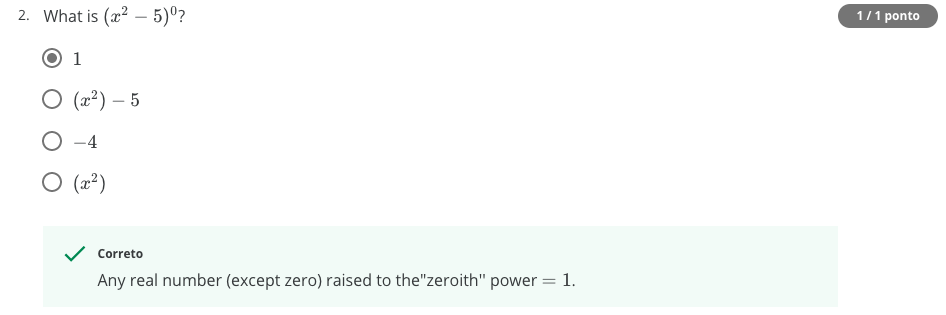 2. What is (x² − 5)⁰?
1 / 1 ponto
1
(x²) − 5
−4
(x²)
Correto
Any real number (except zero) raised to the"zeroith" power = 1.